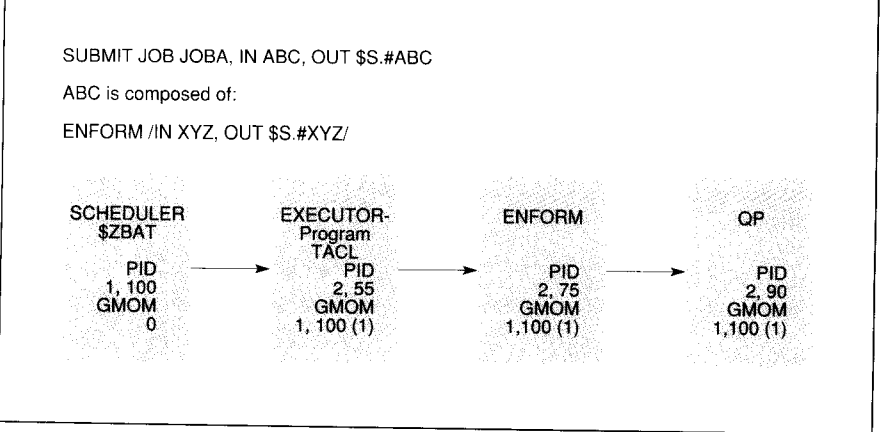 SUBMIT JOB JOBA, IN ABC, OUT $S.#ABC
ABC is composed of:
ENFORM /IN XYZ, OUT $S.#XYZ/
SCHEDULER
$ZBAT
PID
1, 100
GMOM
0
EXECUTOR-
Program
TACL
PID
2, 55
GMOM
1, 100 (1)
ENFORM
PID
2, 75
GMOM
1,100 (1)
QP
PID
2, 90
GMOM
1,100 (1)